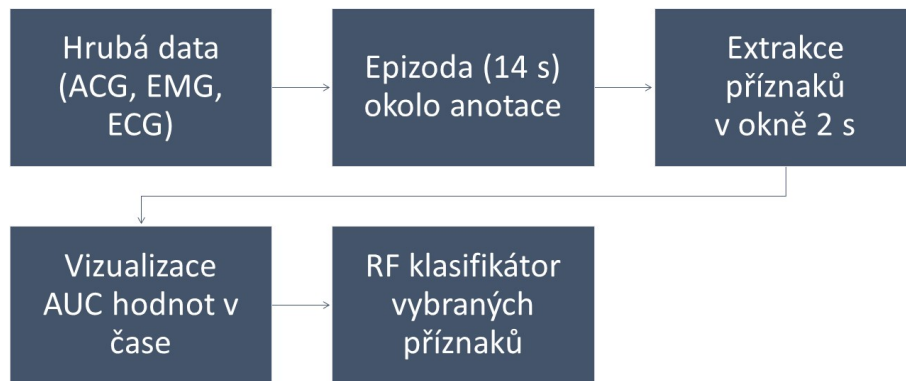 Hrubá data
(ACG, EMG,
ECG)
Epizoda (14 s)
okolo anotace
Extrakce
příznaků
v okně 2 s
Vizualizace
AUC hodnot v
čase
RF klasifikátor
vybraných
příznaků